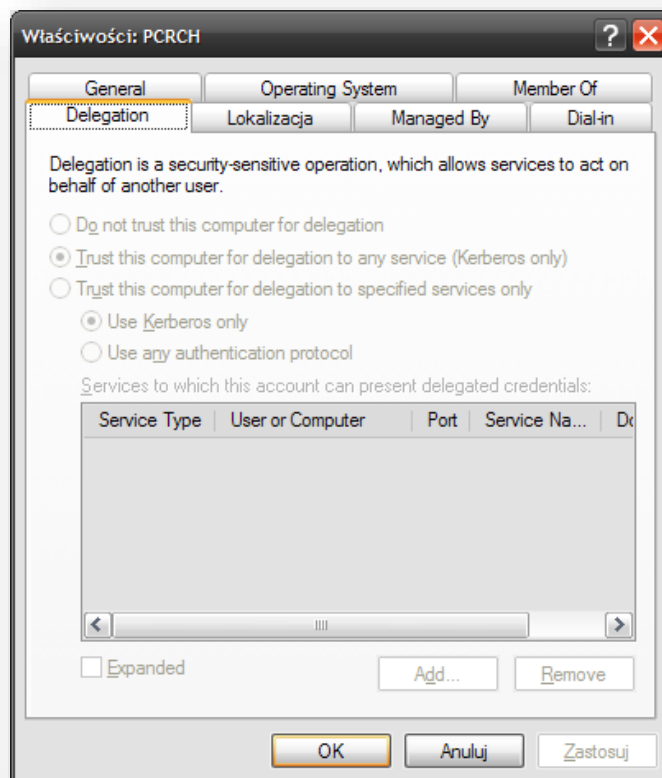 Właściwości: PCRCH
General Operating System Member Of
Delegation Lokalizacja Managed By Dial-in
Delegation is a security-sensitive operation, which allows services to act on
behalf of another user.
Do not trust this computer for delegation
Trust this computer for delegation to any service (Kerberos only)
Trust this computer for delegation to specified services only
Use Kerberos only
Use any authentication protocol
Services to which this account can present delegated credentials:
Service Type User or Computer Port Service Na...
Expanded Add... Remove
OK Anuluj Zastosuj